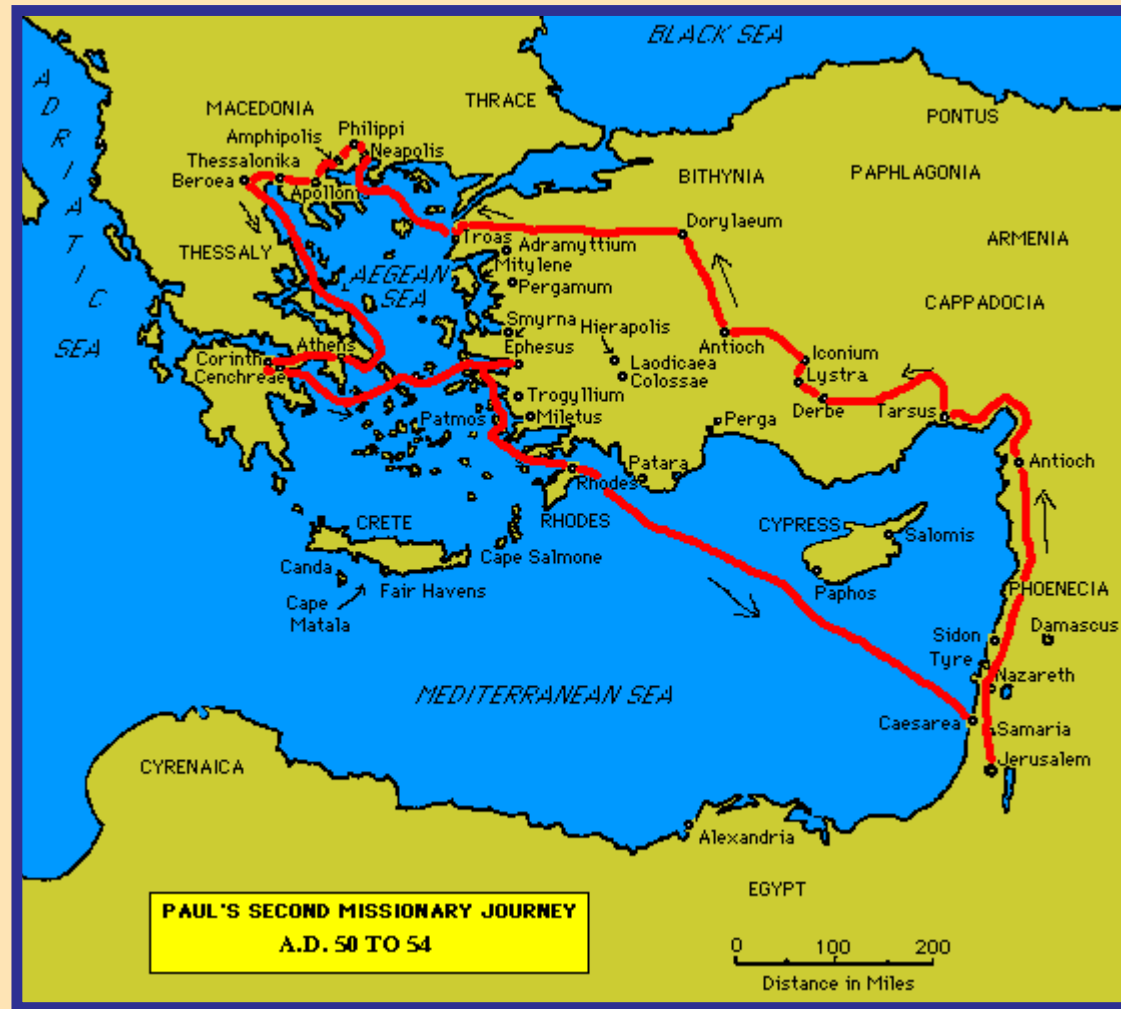 BLACK SEA
ADRIATIC
SEA
MACEDONIA
THRACE
PONTUS
Amphipolis
Philippi
Neapolis
Thessalonika
Beroea
Apolloni
BITHYNIA
PAPHLAGONIA
Dorylaeum
ARMENIA
THESSALY
Troas
Adramyttium
Mitylene
Pergamum
AEGEAN
SEA
CAPPADOCIA
Smyrna
Hierapolis
Ephesus
Antioch
Iconium
Athens
Corinth
Cenchreae
Laodicaea
Colossae
Lystra
Derbe
Tarsus
Trogyllium
Patmos
Miletus
Perga
Antioch
Patara
Rhodes
RHODES
CRETE
Cape Salmone
CYPRESS
Salomis
Canda
Fair Havens
Paphos
PHOENECIA
Cape
Matala
Sidon
Damascus
Tyre
Nazareth
MEDITERRANEAN SEA
Caesarea
Samaria
Jerusalem
CYRENAICA
Alexandria
EGYPT
PAUL'S SECOND MISSIONARY JOURNEY
A.D. 50 TO 54
0 100 200
Distance in Miles